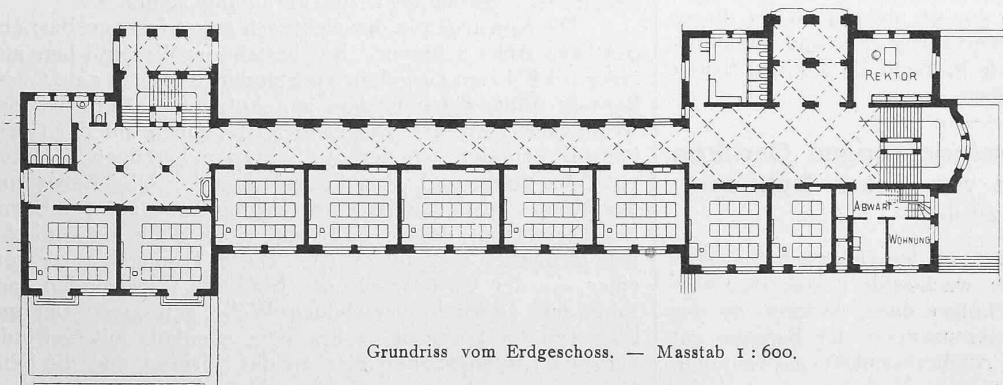 REKTOR
ABWART-
WOHNUNG
Grundriss vom Erdgeschoss. — Masstab 1 : 600.